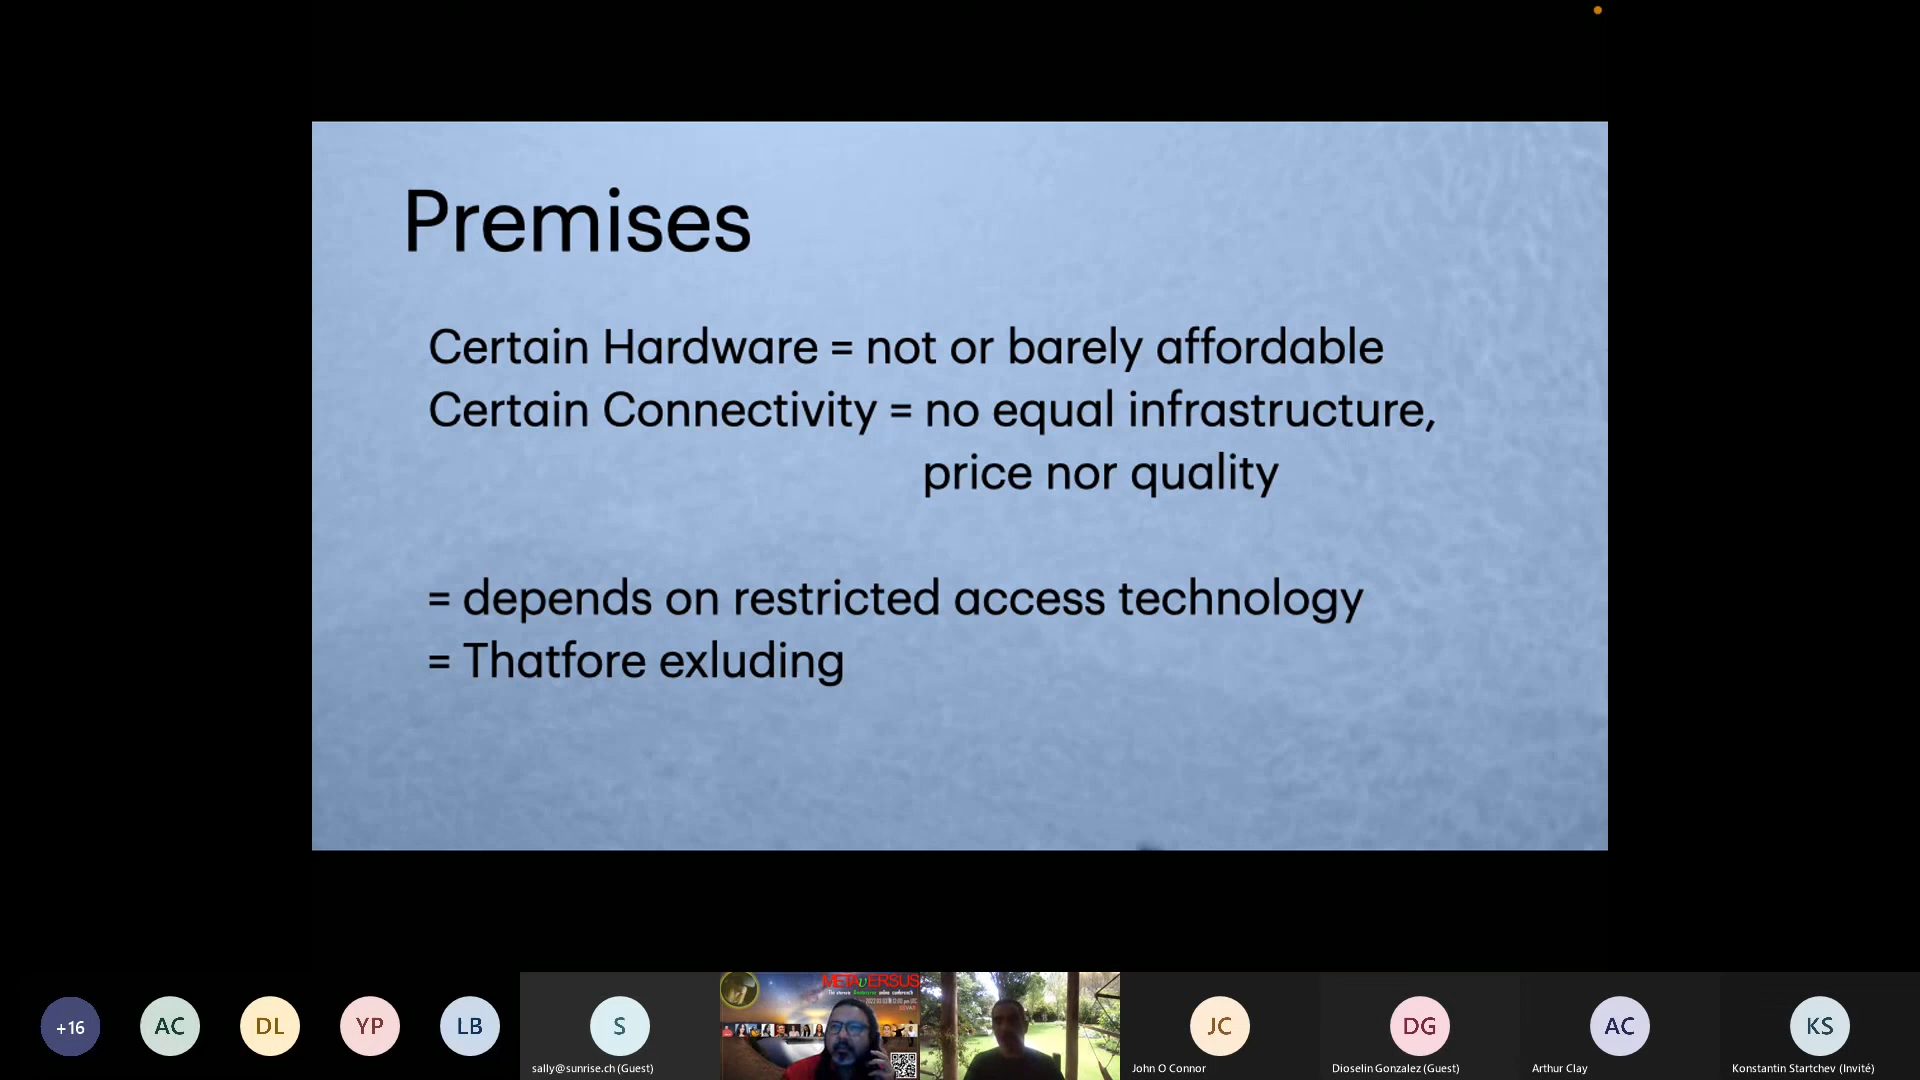 Premises
Certain Hardware = not or barely affordable
Certain Connectivity = no equal infrastructure,
price nor quality
= depends on restricted access technology
= Thatfore exluding
+16
AC
DL
YP
LB
S
sally@sunrise.ch (Guest)
METAvERSUS
JC
John O Connor
DG
Dioselin Gonzalez (Guest)
AC
Arthur Clay
KS
Konstantin Startchev (Invité)